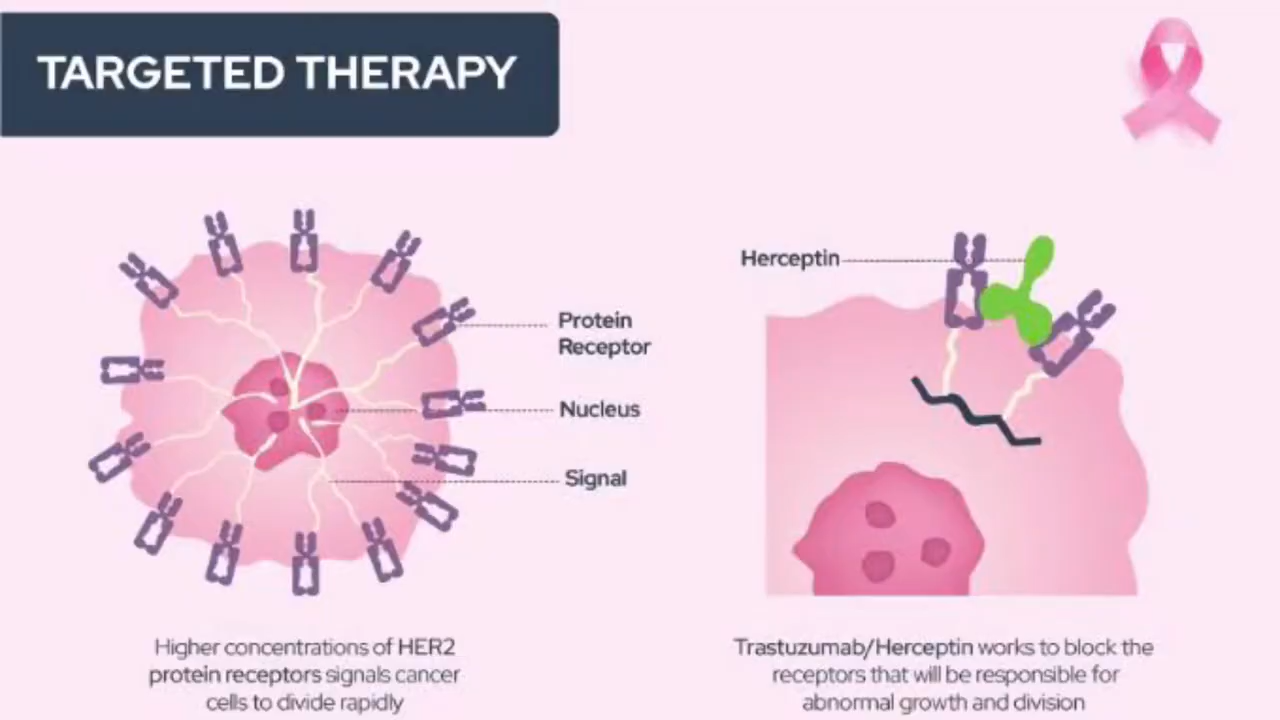 TARGETED THERAPY
Protein
Receptor
Nucleus
Signal
Higher concentrations of HER2
protein receptors signals cancer
cells to divide rapidly
Herceptin
Trastuzumab/Herceptin works to block the
receptors that will be responsible for
abnormal growth and division